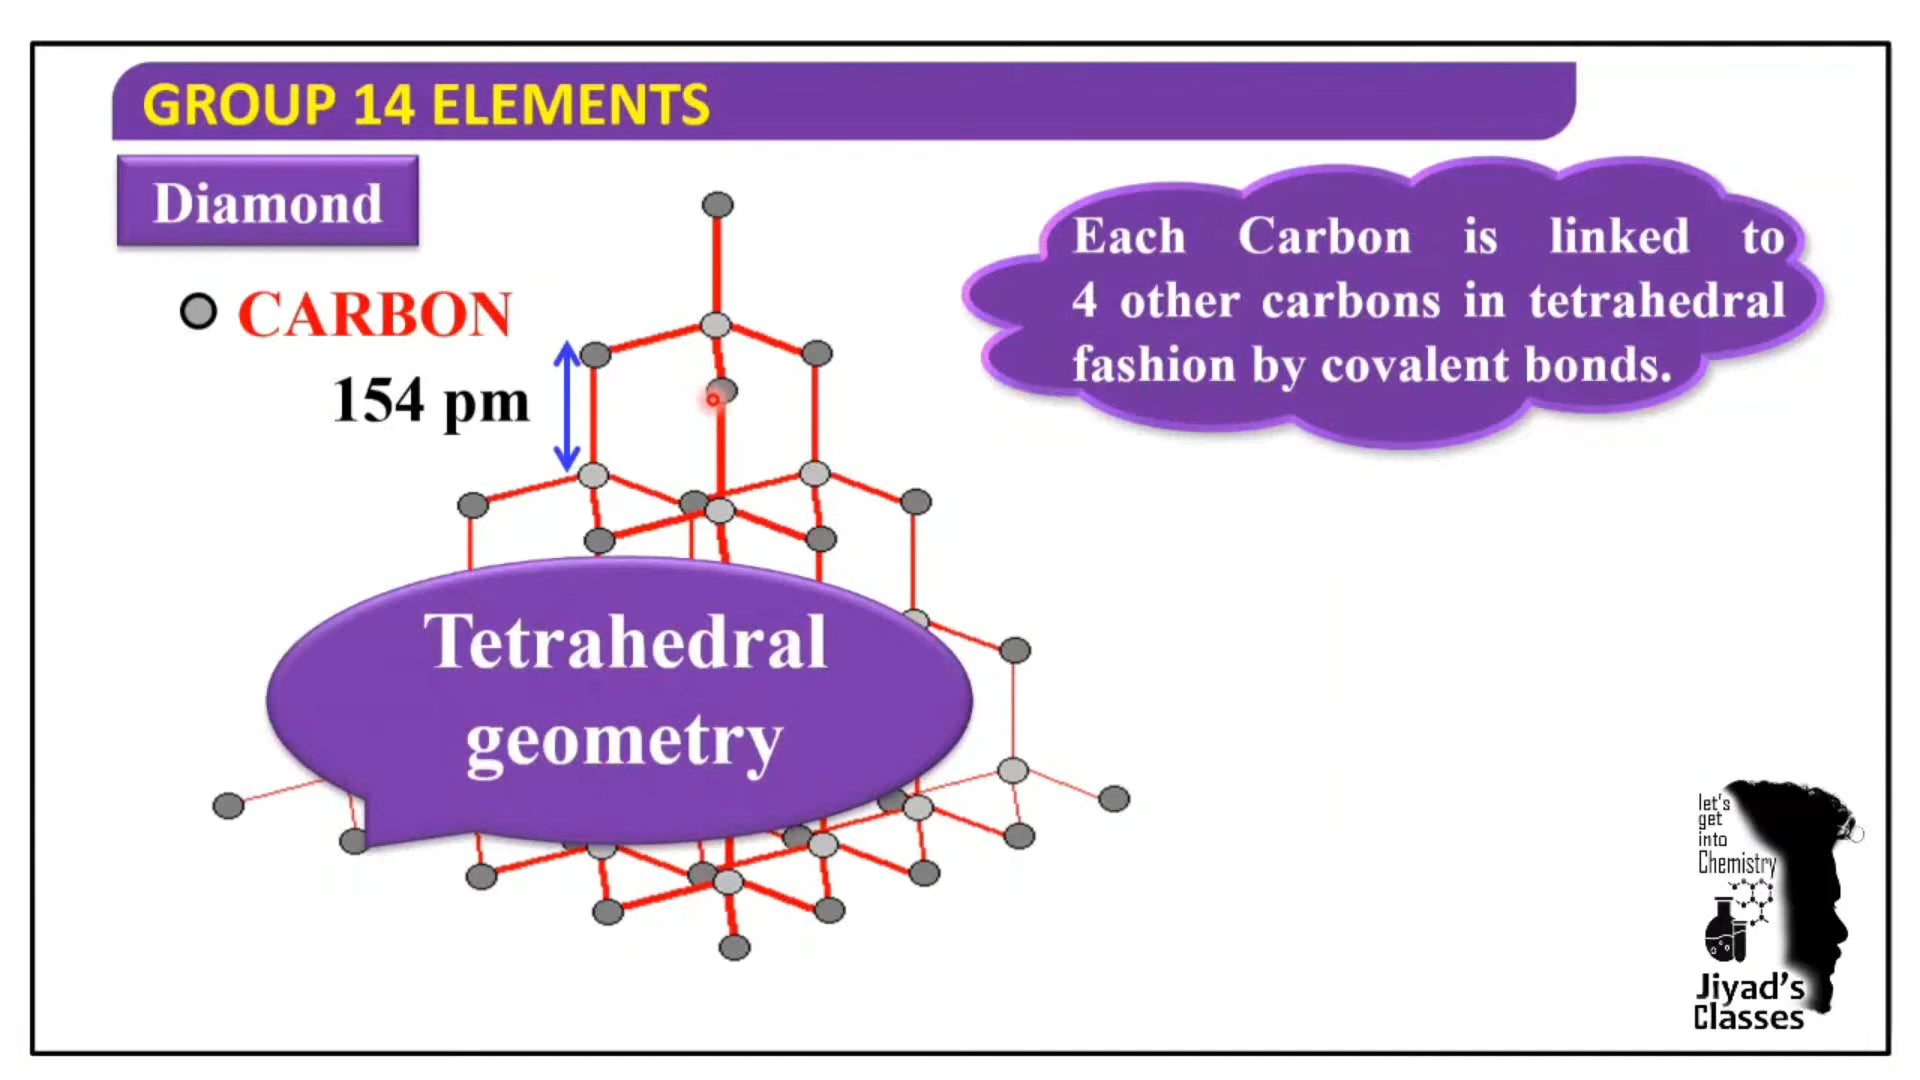 GROUP 14 ELEMENTS
Diamond
CARBON
154 pm
Each Carbon is linked to
4 other carbons in tetrahedral
fashion by covalent bonds.
Tetrahedral
geometry
let's
get
into
Chemistry
Jiyad's
Classes